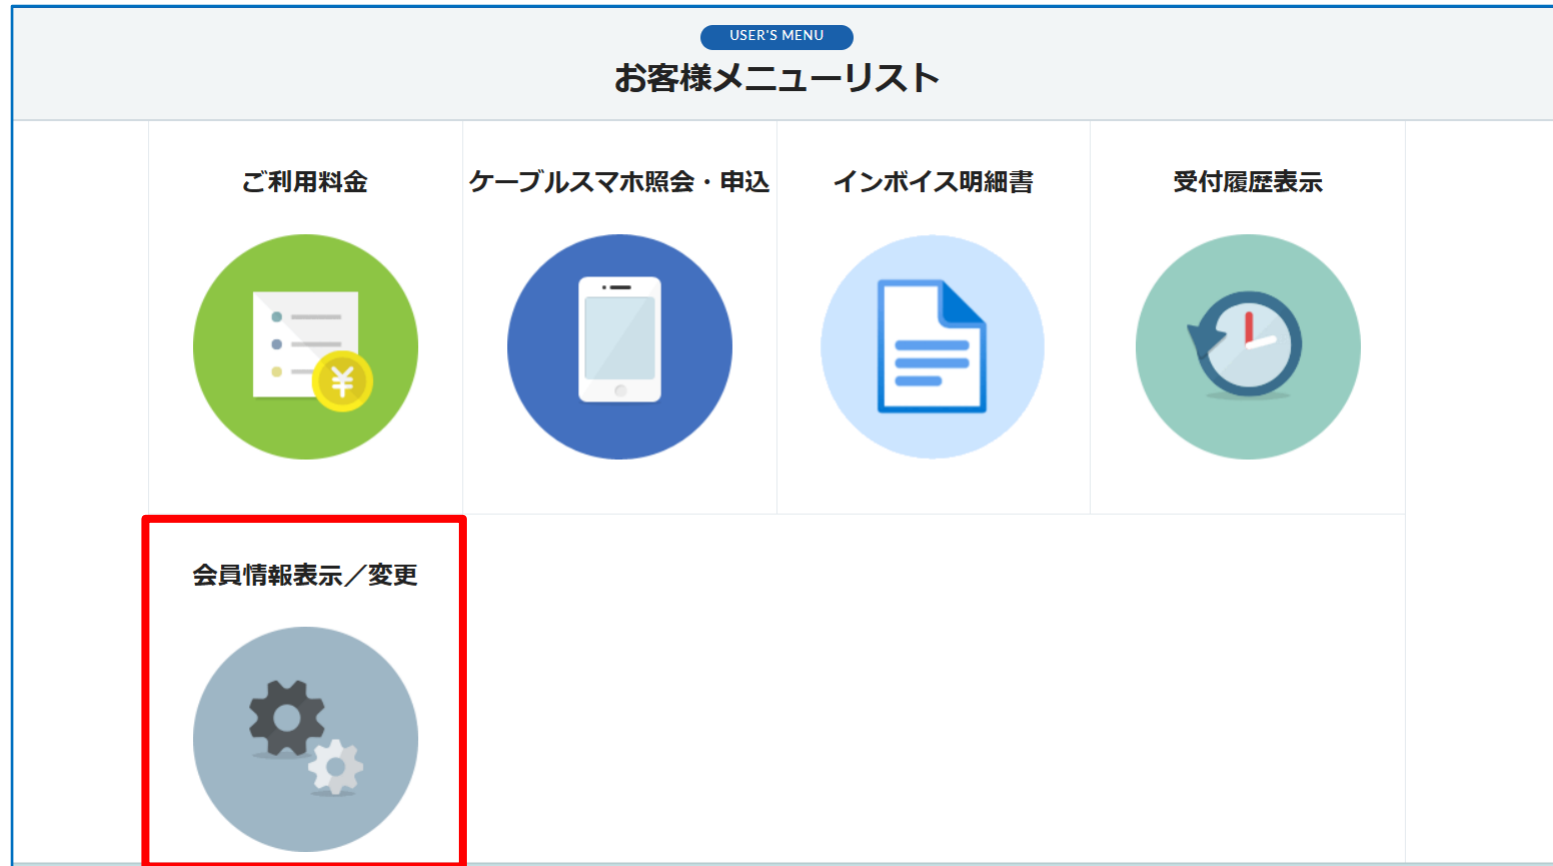 USER'S MENU
お客様メニューリスト
ご利用料金
ケーブルスマホ照会・申込
インボイス明細書
受付履歴表示
¥
会員情報表示／変更